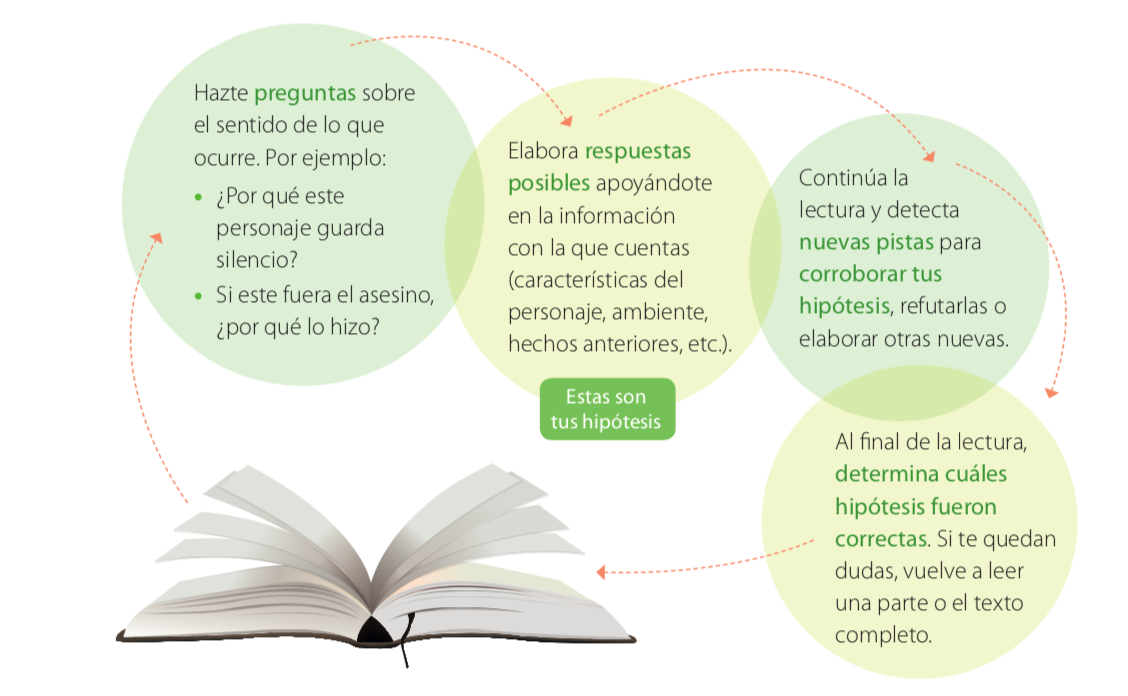 Hazte preguntas sobre
el sentido de lo que
ocurre. Por ejemplo:
• ¿Por qué este
personaje guarda
silencio?
• Si este fuera el asesino,
¿por qué lo hizo?
Elabora respuestas
posibles apoyándote
en la información
con la que cuentas
(características del
personaje, ambiente,
hechos anteriores, etc.).
Estas son
tus hipótesis
Continúa la
lectura y detecta
nuevas pistas para
corroborar tus
hipótesis, refutarlas o
elaborar otras nuevas.
Al final de la lectura,
determina cuáles
hipótesis fueron
correctas. Si te quedan
dudas, vuelve a leer
una parte o el texto
completo.